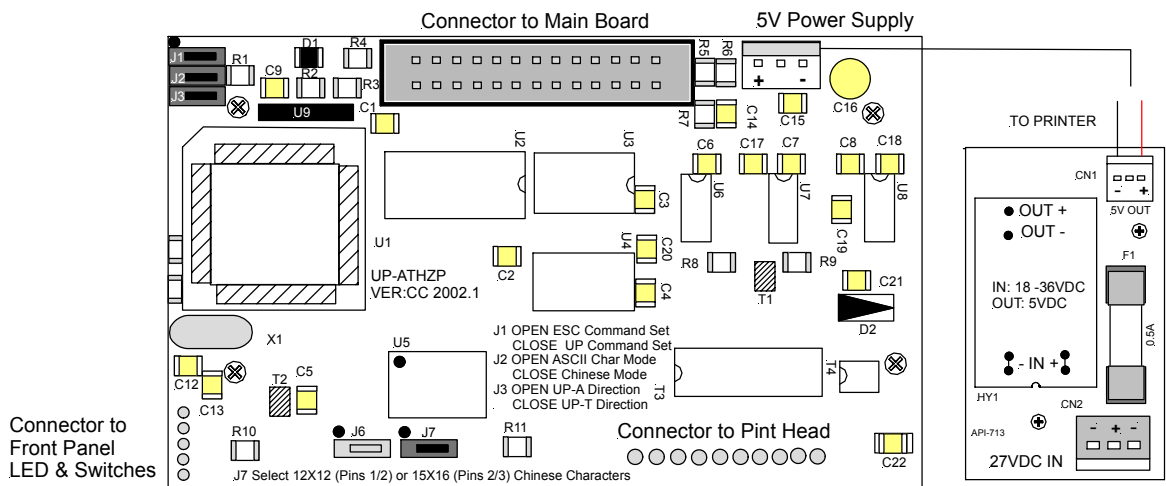 Connector to Main Board
5V Power Supply
J1
J2
J3
R1
D1
R4
C9
R2
R3
U9
C1
R5
R6
R7
C14
+ -
C15
C16
TO PRINTER
U2
U3
C3
C6
C17
C7
C8
C18
U6
U7
U8
C19
CN1
- +
5V OUT
OUT +
OUT -
F1
IN: 18 -36VDC
OUT: 5VDC
0.5A
- IN +
HY1
CN2
API-713
- + -
27VDC IN
U1
UP-ATHZP
VER:CC 2002.1
C2
U4
C20
C4
R8
T1
R9
C21
D2
X1
U5
J1 OPEN ESC Command Set
CLOSE UP Command Set
J2 OPEN ASCII Char Mode
CLOSE Chinese Mode
J3 OPEN UP-A Direction
CLOSE UP-T Direction
T3
T4
C12
C13
T2
C5
Connector to
Front Panel
LED & Switches
R10
J6
J7
R11
Connector to Pint Head
C22
J7 Select 12X12 (Pins 1/2) or 15X16 (Pins 2/3) Chinese Characters